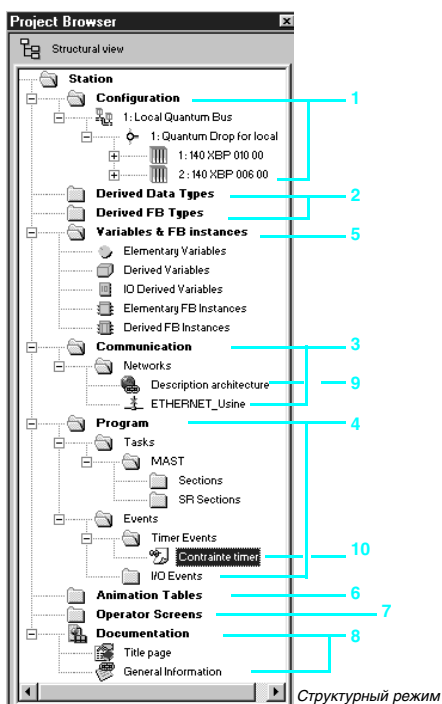 Project Browser
Structural view
Station
Configuration 1
1: Local Quantum Bus
1: Quantum Drop for local
1: 140 XBP 010 00
2 : 140 XBP 006 00
Derived Data Types 2
Derived FB Types
Variables & FB instances 5
Elementary Variables
Derived Variables
IO Derived Variables
Elementary FB Instances
Derived FB Instances
Communication 3
Networks
Description architecture 9
ETHERNET_Usine
Program 4
Tasks
MAST
Sections
SR Sections
Events
Timer Events
Contrainte timer 10
I/O Events
Animation Tables 6
Operator Screens 7
Documentation 8
Title page
General Information
Структурный режим